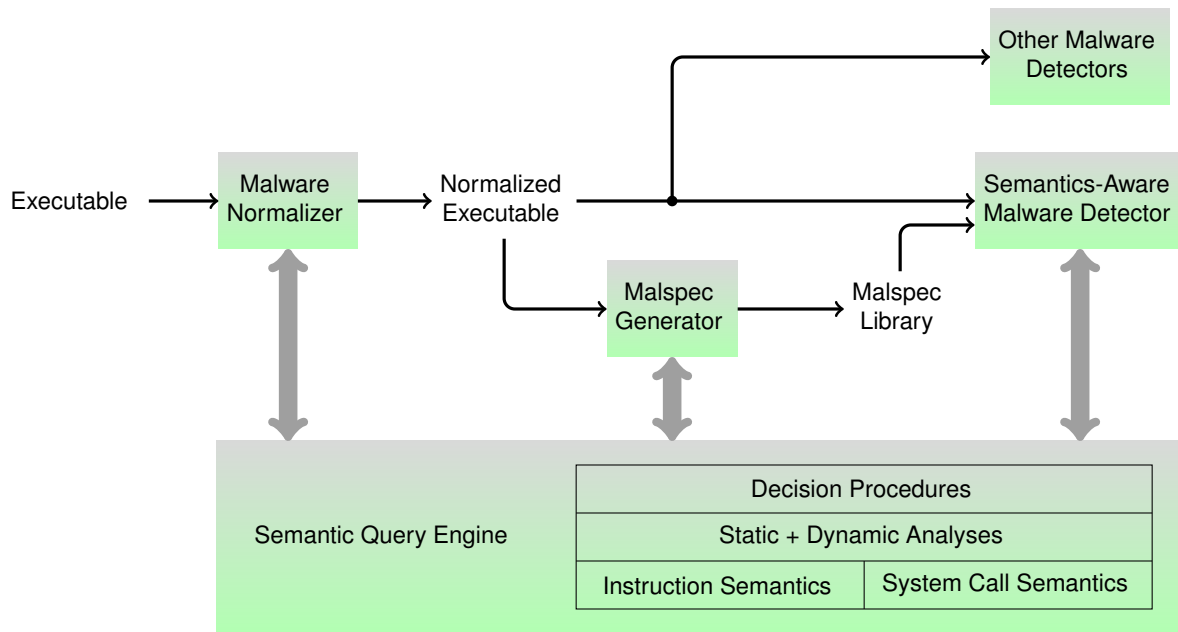 Other Malware
Detectors
Executable
Malware
Normalizer
Normalized
Executable
Semantics-Aware
Malware Detector
Malspec
Generator
Malspec
Library
Semantic Query Engine
Decision Procedures
Static + Dynamic Analyses
Instruction Semantics
System Call Semantics